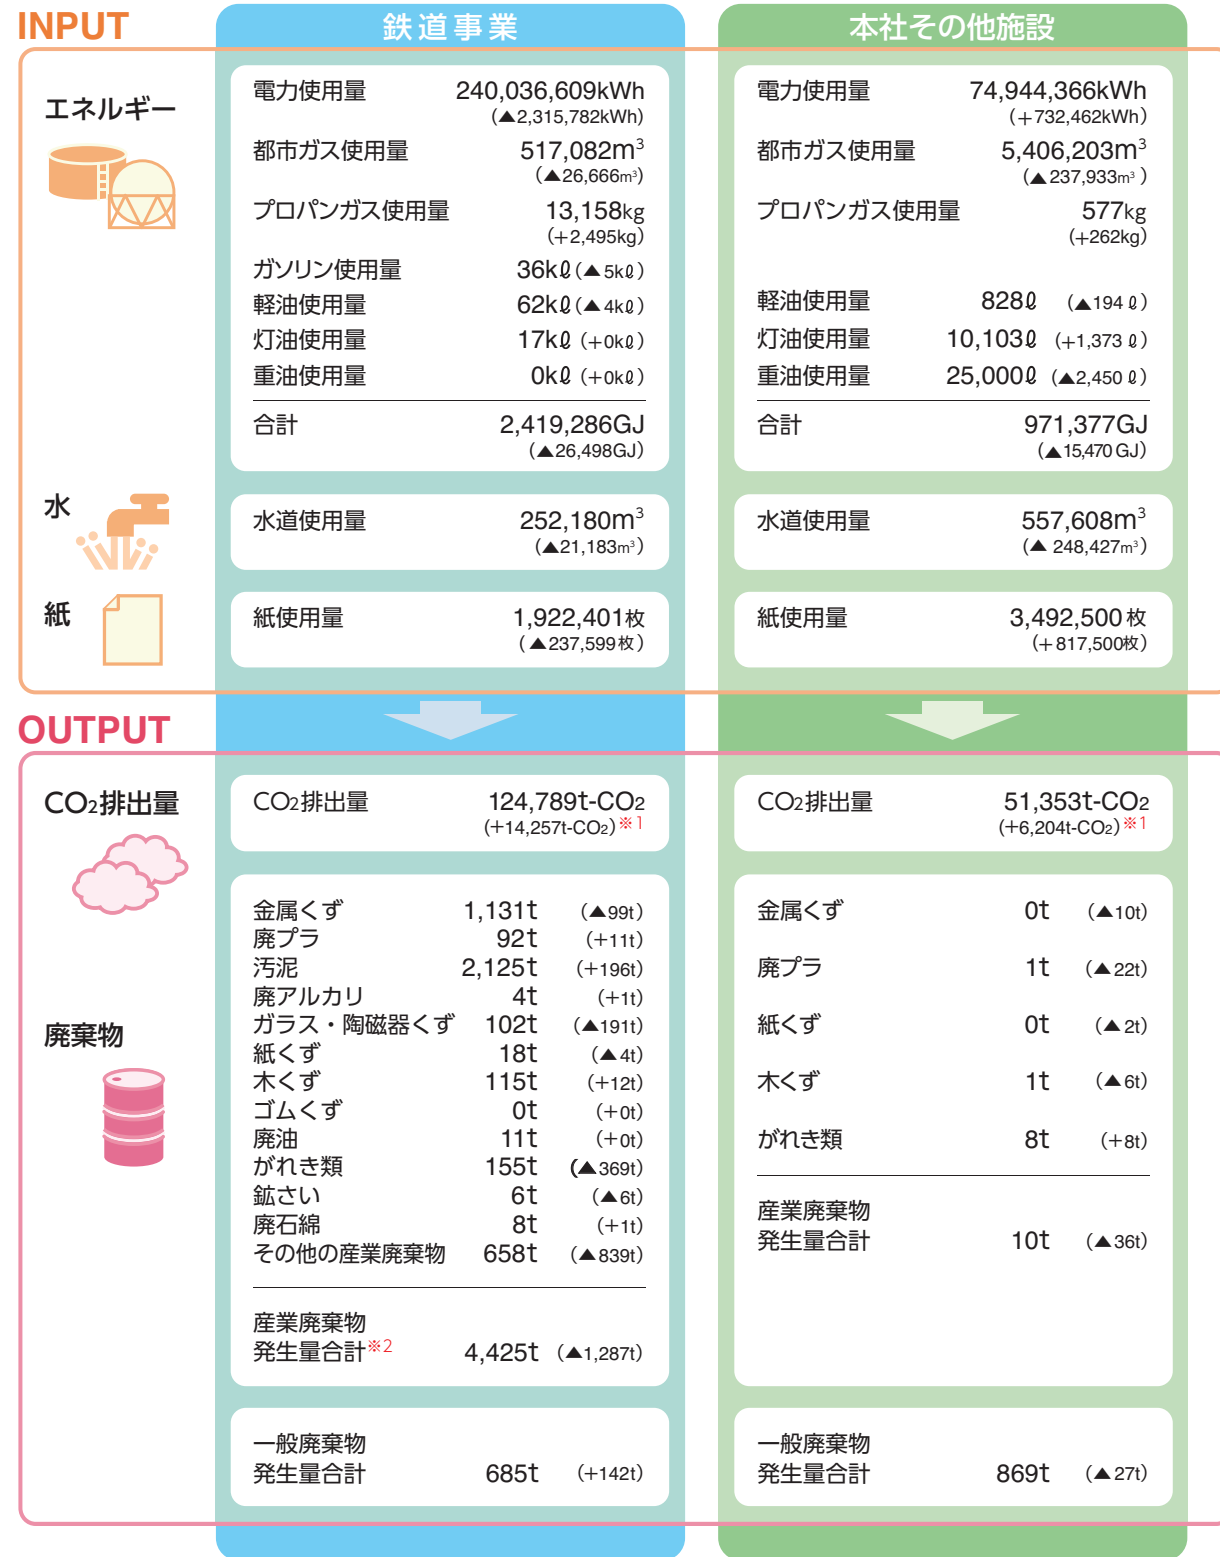 INPUT
鉄道事業
本社その他施設
エネルギー
電力使用量 240,036,609kWh
(▲2,315,782kWh)
都市ガス使用量 517,082m³
(▲26,666m³)
プロパンガス使用量 13,158kg
(+2,495kg)
ガソリン使用量 36kℓ(▲5kℓ)
軽油使用量 62kℓ(▲4kℓ)
灯油使用量 17kℓ(+0kℓ)
重油使用量 0kℓ(+0kℓ)
合計 2,419,286GJ
(▲26,498GJ)
電力使用量 74,944,366kWh
(+732,462kWh)
都市ガス使用量 5,406,203m³
(▲237,933m³)
プロパンガス使用量 577kg
(+262kg)
軽油使用量 828ℓ (▲194ℓ)
灯油使用量 10,103ℓ (+1,373ℓ)
重油使用量 25,000ℓ (▲2,450ℓ)
合計 971,377GJ
(▲15,470GJ)
水
水道使用量 252,180m³
(▲21,183m³)
水道使用量 557,608m³
(▲248,427m³)
紙
紙使用量 1,922,401枚
(▲237,599枚)
紙使用量 3,492,500枚
(+817,500枚)
OUTPUT
CO₂排出量
CO₂排出量 124,789t-CO₂
(+14,257t-CO₂)※1
CO₂排出量 51,353t-CO₂
(+6,204t-CO₂)※1
廃棄物
金属くず 1,131t (▲99t)
廃プラ 92t (+11t)
汚泥 2,125t (+196t)
廃アルカリ 4t (+1t)
ガラス・陶磁器くず 102t (▲191t)
紙くず 18t (▲4t)
木くず 115t (+12t)
ゴムくず 0t (+0t)
廃油 11t (+0t)
がれき類 155t (▲369t)
鉱さい 6t (▲6t)
廃石綿 8t (+1t)
その他の産業廃棄物 658t (▲839t)
産業廃棄物
発生量合計※2 4,425t (▲1,287t)
金属くず 0t (▲10t)
廃プラ 1t (▲22t)
紙くず 0t (▲2t)
木くず 1t (▲6t)
がれき類 8t (+8t)
産業廃棄物
発生量合計 10t (▲36t)
一般廃棄物
発生量合計 685t (+142t)
一般廃棄物
発生量合計 869t (▲27t)